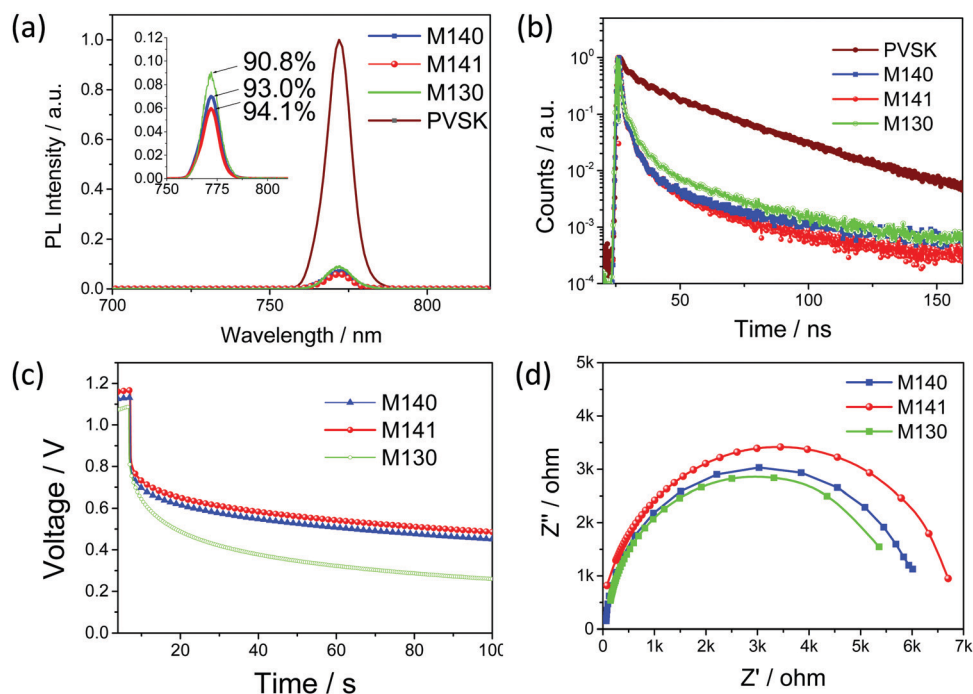 (a)
1.0
0.8
0.6
0.4
0.2
0.0
PL Intensity / a.u.
0.12
0.10
0.08
0.06
0.04
0.02
0.00
750 775 800
90.8%
93.0%
94.1%
M140
M141
M130
PVSK
700 750 800
Wavelength / nm
(b)
10⁰
10⁻¹
10⁻²
10⁻³
10⁻⁴
Counts / a.u.
PVSK
M140
M141
M130
50 100 150
Time / ns
(c)
1.2
1.0
0.8
0.6
0.4
0.2
0.0
Voltage / V
M140
M141
M130
20 40 60 80 100
Time / s
(d)
5k
4k
3k
2k
1k
0
Z'' / ohm
M140
M141
M130
0 1k 2k 3k 4k 5k 6k 7k
Z' / ohm